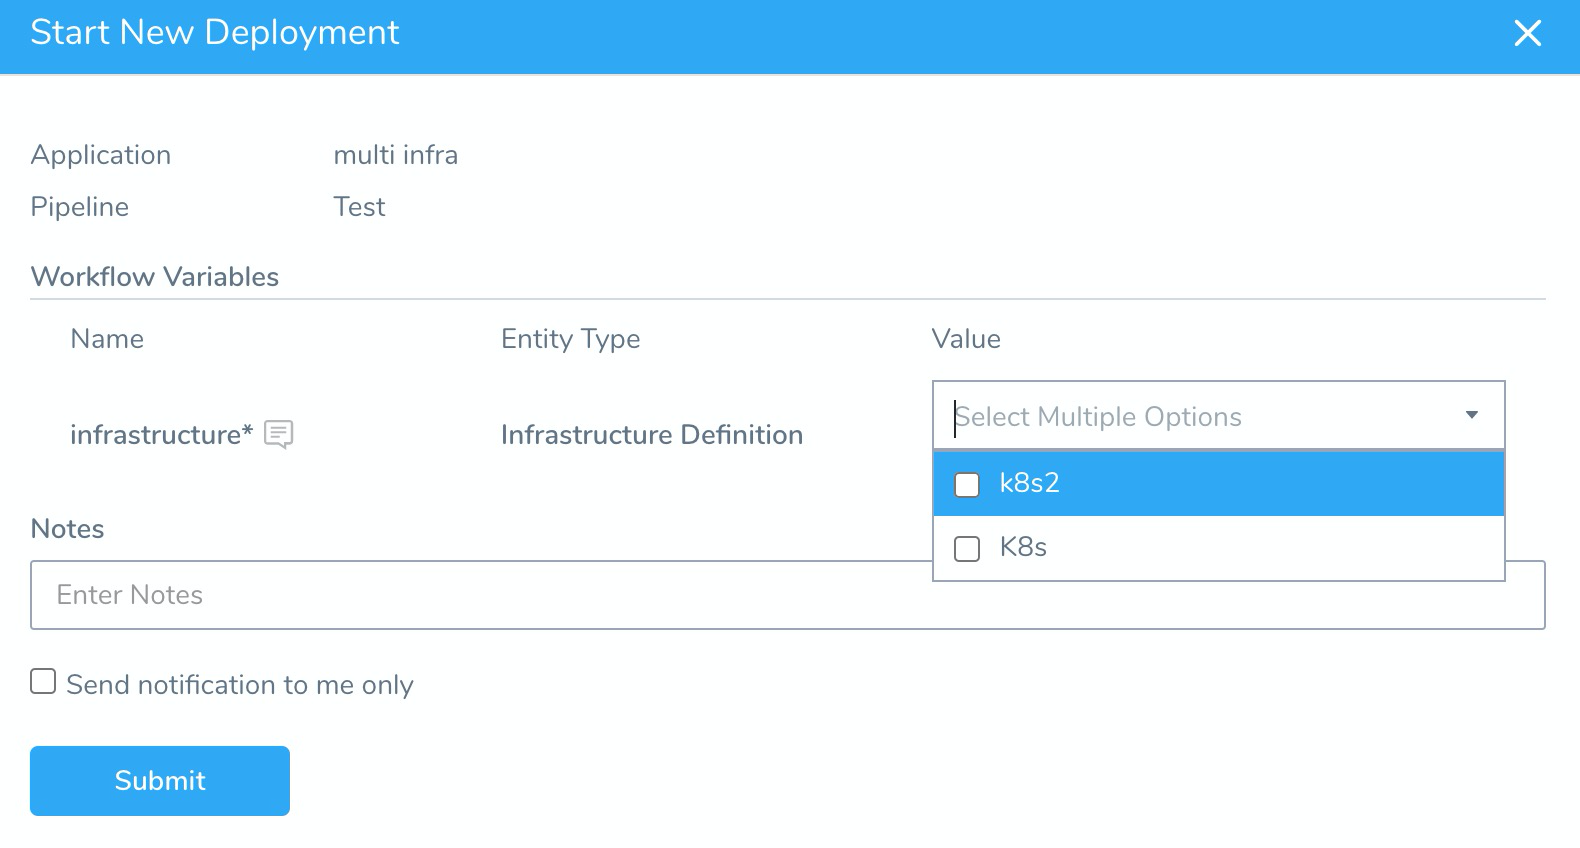 Start New Deployment
Application multi infra
Pipeline Test
Workflow Variables
Name Entity Type Value
infrastructure* Infrastructure Definition Select Multiple Options
k8s2
K8s
Notes
Enter Notes
Send notification to me only
Submit